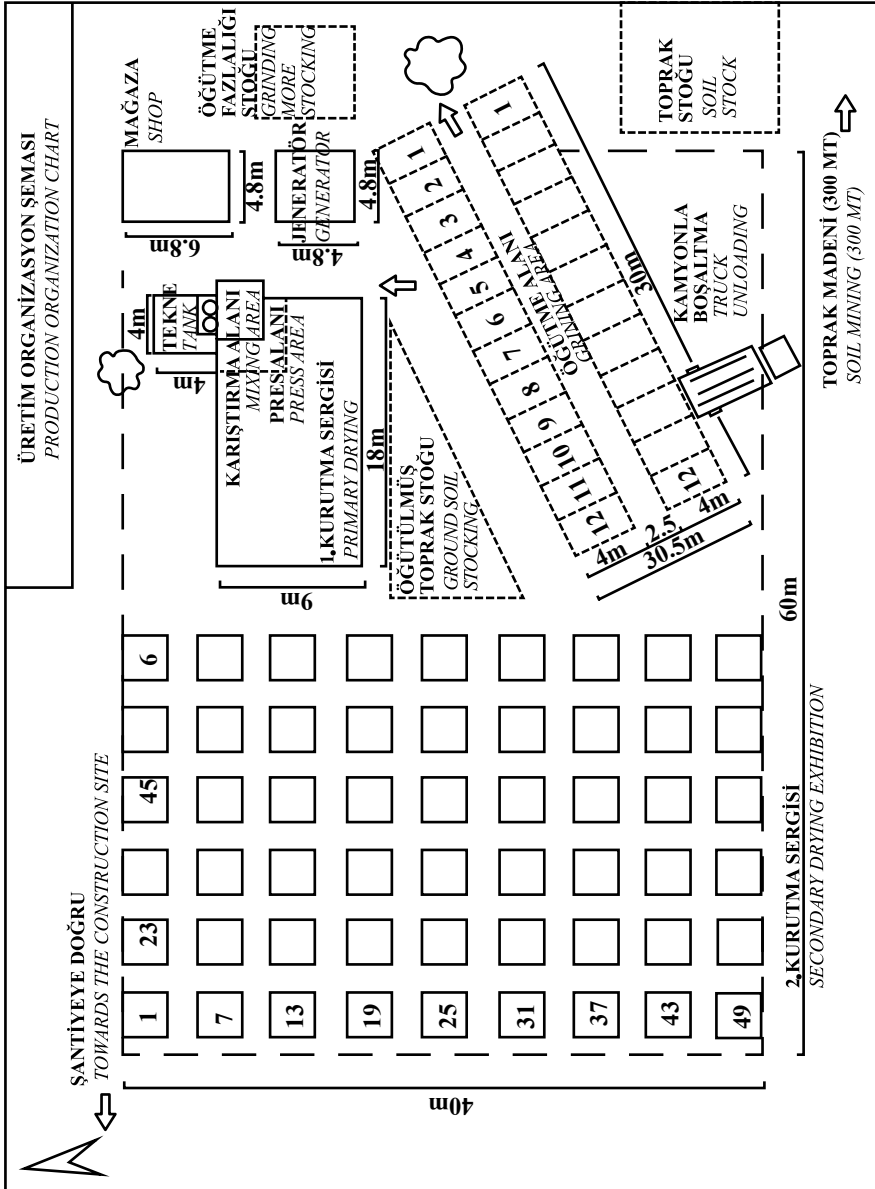 ÜRETİM ORGANİZASYON ŞEMASI
PRODUCTION ORGANIZATION CHART
ŞANTİYEYE DOĞRU
TOWARDS THE CONSTRUCTION SITE
MAĞAZA
SHOP
6.8m
4.8m
ÖĞÜTME
FAZLALIĞI
STOĞU
GRINDING
MORE
STOCKING
JENERATÖR
GENERATOR
4.8m
4.8m
4m
TEKNE
TANK
4m
KARIŞTIRMA ALANI
MIXING AREA
PRES ALANI
PRESS AREA
1.KURUTMA SERGİSİ
PRIMARY DRYING
18m
9m
ÖĞÜTÜLMÜŞ
TOPRAK STOĞU
GROUND SOIL
STOCKING
1
2
3
4
5
6
7
8
9
10
11
12
ÖĞÜTME ALANI
GRINING AREA
1
12
30m
4m
2.5
4m
30.5m
TOPRAK
STOĞU
SOIL
STOCK
KAMYONLA
BOŞALTMA
TRUCK
UNLOADING
TOPRAK MADENİ (300 MT)
SOIL MINING (300 MT)
1
23
45
6
7
13
19
25
31
37
43
49
40m
60m
2.KURUTMA SERGİSİ
SECONDARY DRYING EXHIBITION